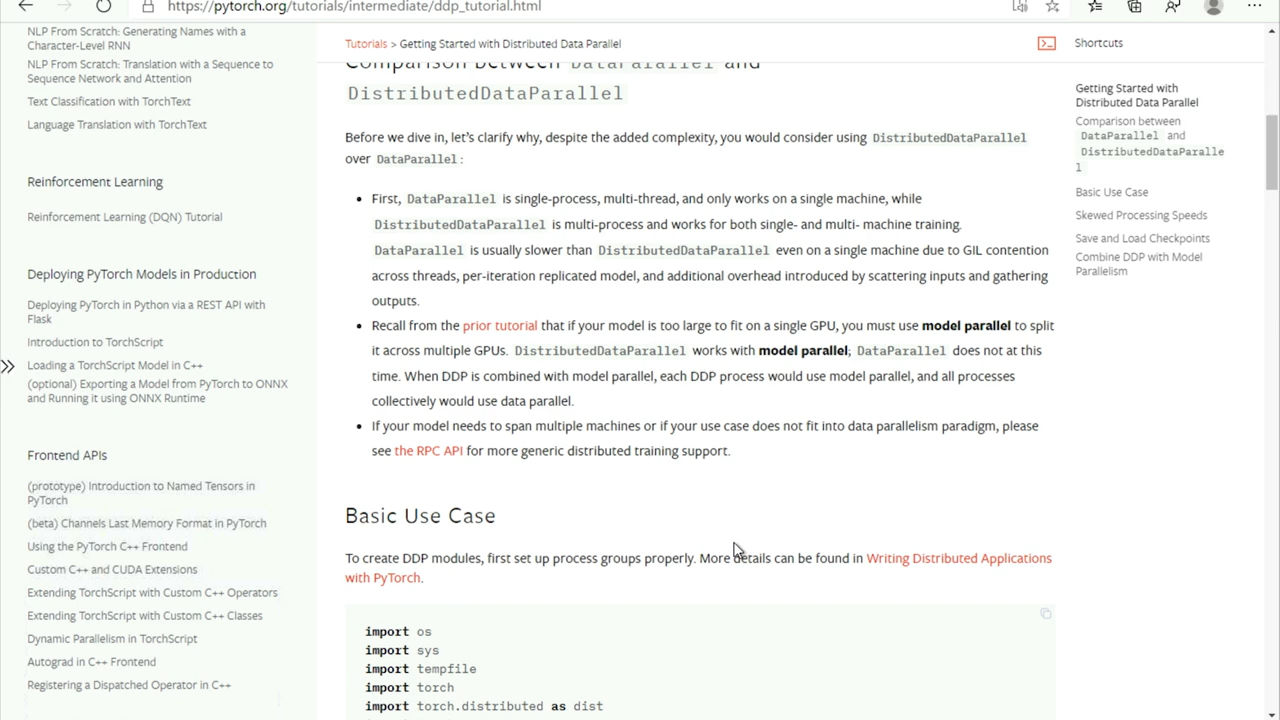 https://pytorch.org/tutorials/intermediate/ddp_tutorial.html
NLP From Scratch: Generating Names with a
Character-Level RNN
NLP From Scratch: Translation with a Sequence to
Sequence Network and Attention
Text Classification with TorchText
Language Translation with TorchText
Reinforcement Learning
Reinforcement Learning (DQN) Tutorial
Deploying PyTorch Models in Production
Deploying PyTorch in Python via a REST API with
Flask
Introduction to TorchScript
Loading a TorchScript Model in C++
(optional) Exporting a Model from PyTorch to ONNX
and Running it using ONNX Runtime
Frontend APIs
(prototype) Introduction to Named Tensors in
PyTorch
(beta) Channels Last Memory Format in PyTorch
Using the PyTorch C++ Frontend
Custom C++ and CUDA Extensions
Extending TorchScript with Custom C++ Operators
Extending TorchScript with Custom C++ Classes
Dynamic Parallelism in TorchScript
Autograd in C++ Frontend
Registering a Dispatched Operator in C++
Tutorials > Getting Started with Distributed Data Parallel
Comparison between DataParallel and
DistributedDataParallel
Before we dive in, let's clarify why, despite the added complexity, you would consider using DistributedDataParallel
over DataParallel:
• First, DataParallel is single-process, multi-thread, and only works on a single machine, while
DistributedDataParallel is multi-process and works for both single- and multi- machine training.
DataParallel is usually slower than DistributedDataParallel even on a single machine due to GIL contention
across threads, per-iteration replicated model, and additional overhead introduced by scattering inputs and gathering
outputs.
• Recall from the prior tutorial that if your model is too large to fit on a single GPU, you must use model parallel to split
it across multiple GPUs. DistributedDataParallel works with model parallel; DataParallel does not at this
time. When DDP is combined with model parallel, each DDP process would use model parallel, and all processes
collectively would use data parallel.
• If your model needs to span multiple machines or if your use case does not fit into data parallelism paradigm, please
see the RPC API for more generic distributed training support.
Basic Use Case
To create DDP modules, first set up process groups properly. More details can be found in Writing Distributed Applications
with PyTorch.
import os
import sys
import tempfile
import torch
import torch.distributed as dist
Shortcuts
Getting Started with
Distributed Data Parallel
Comparison between
DataParallel and
DistributedDataParalle
l
Basic Use Case
Skewed Processing Speeds
Save and Load Checkpoints
Combine DDP with Model
Parallelism